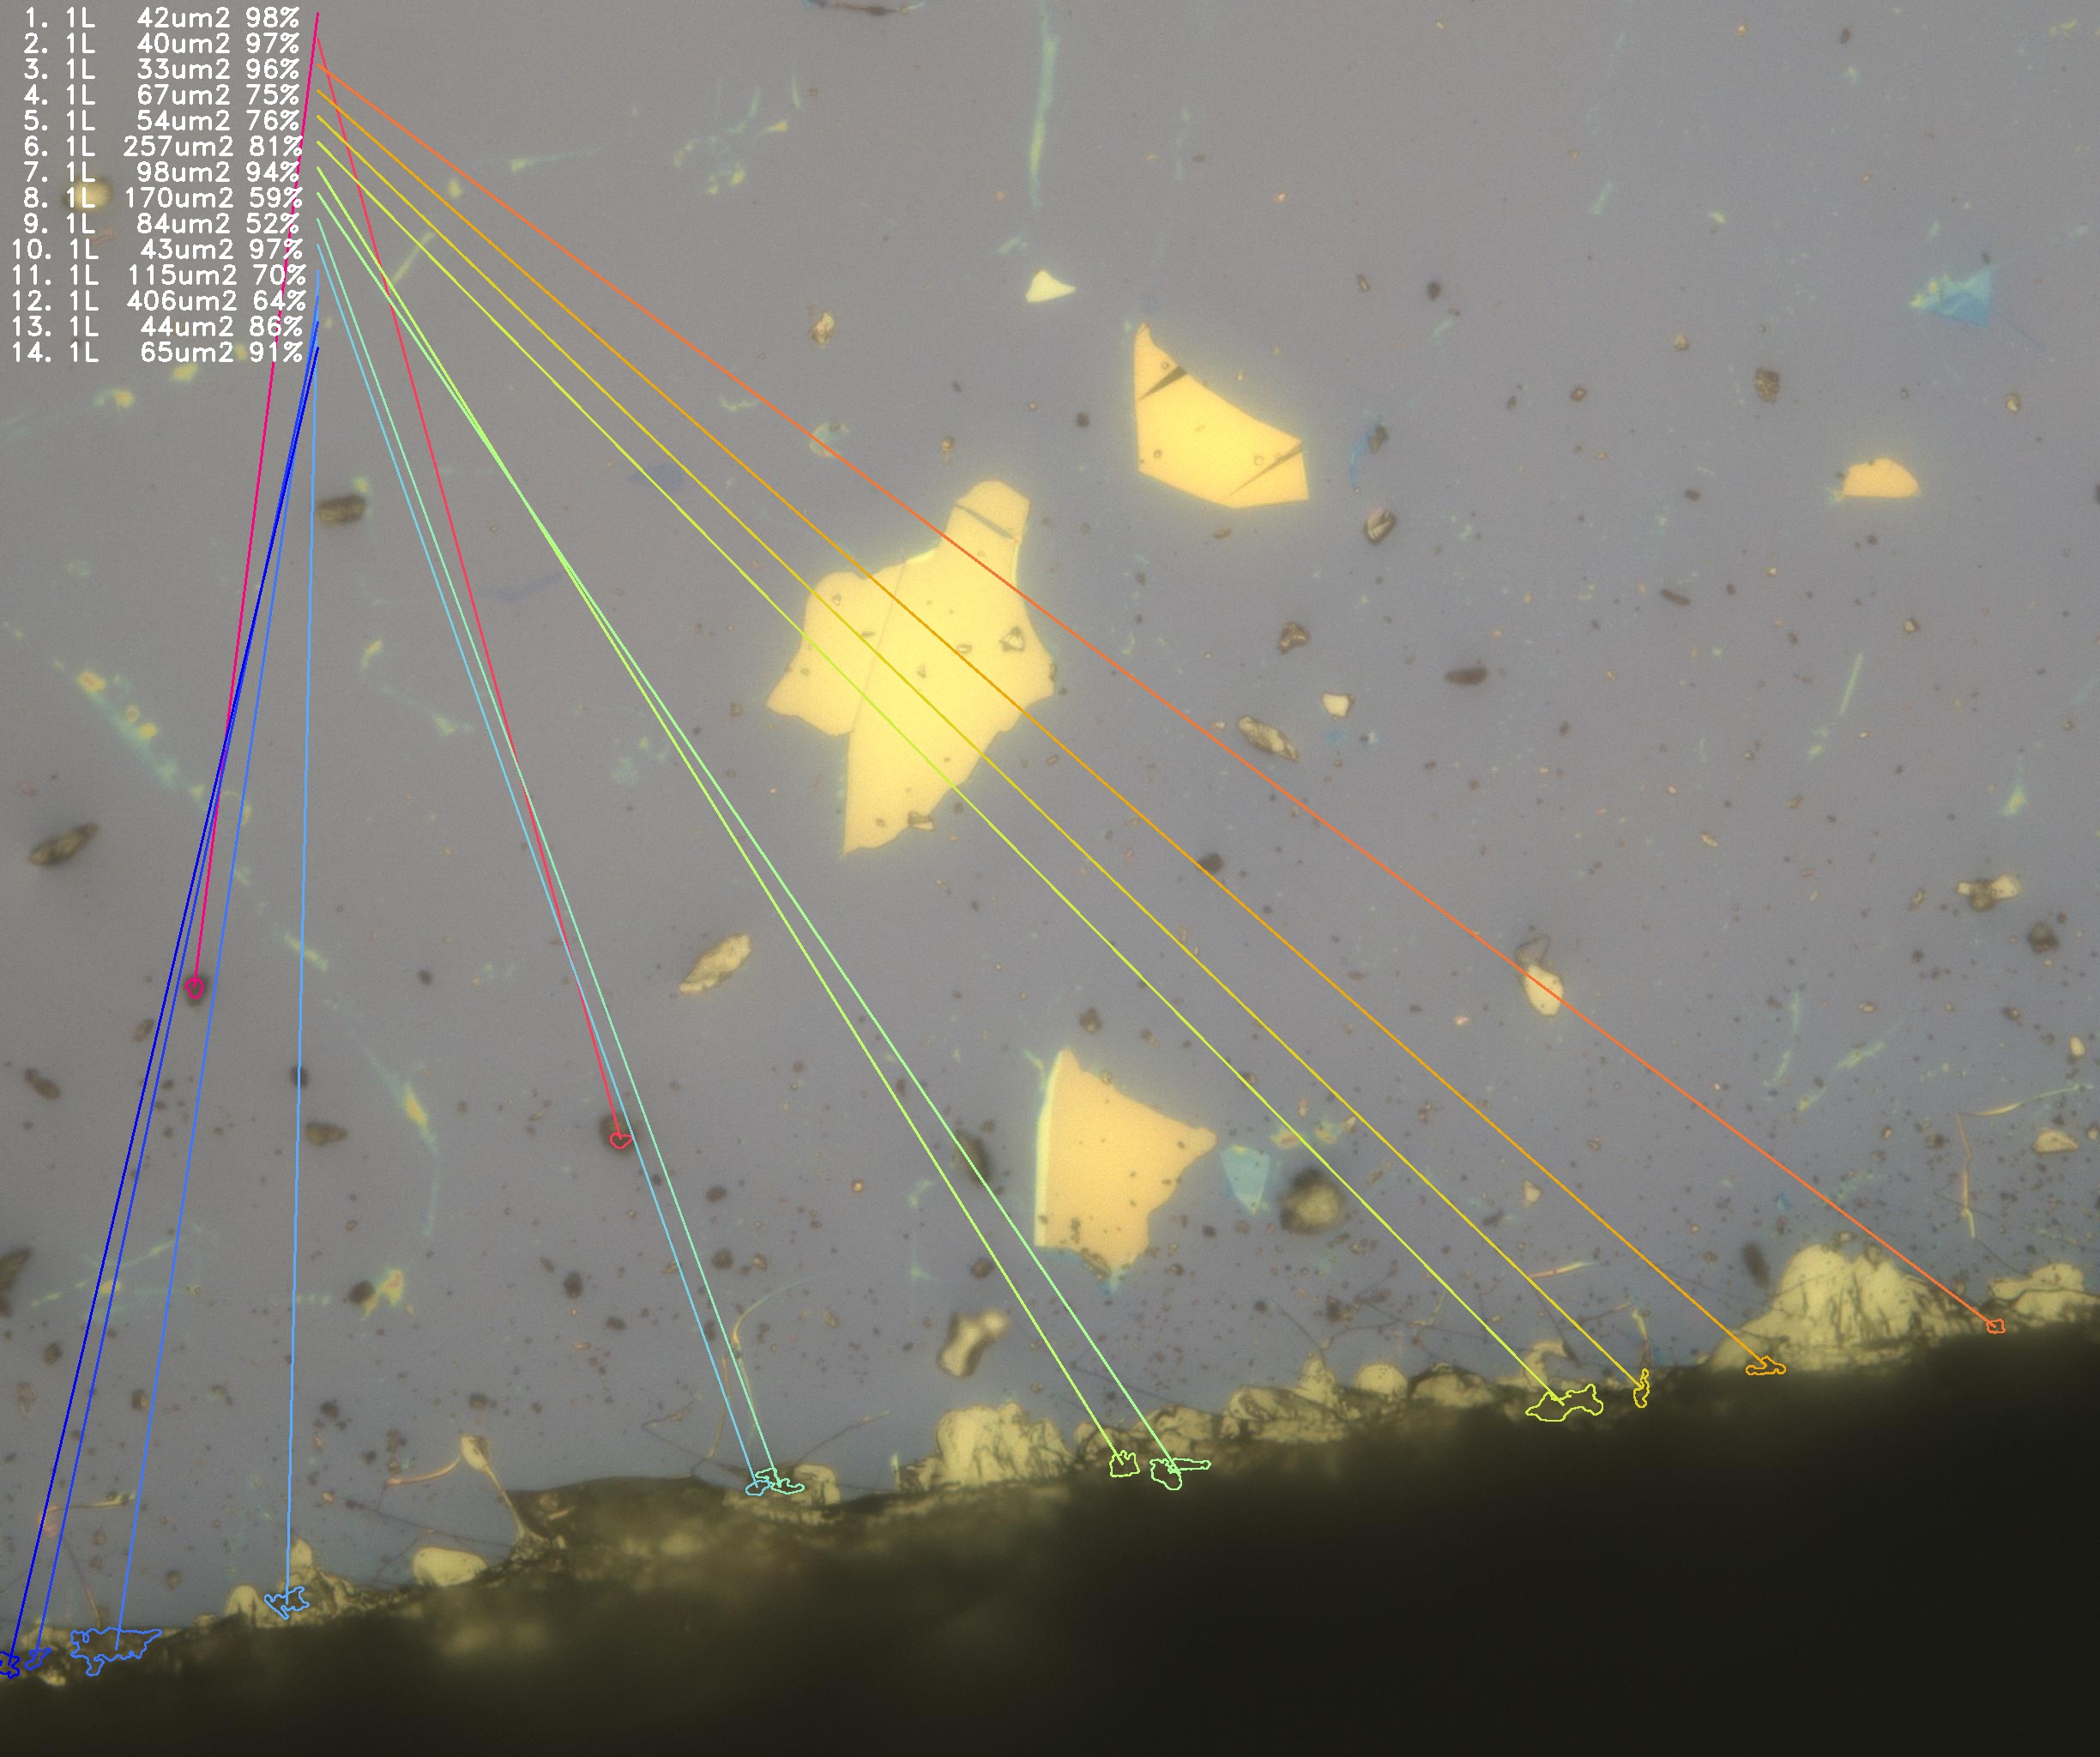 1. 1L 42um2 98%
2. 1L 40um2 97%
3. 1L 33um2 96%
4. 1L 67um2 75%
5. 1L 54um2 76%
6. 1L 257um2 81%
7. 1L 98um2 94%
8. 1L 170um2 59%
9. 1L 84um2 52%
10. 1L 43um2 97%
11. 1L 115um2 70%
12. 1L 406um2 64%
13. 1L 44um2 86%
14. 1L 65um2 91%